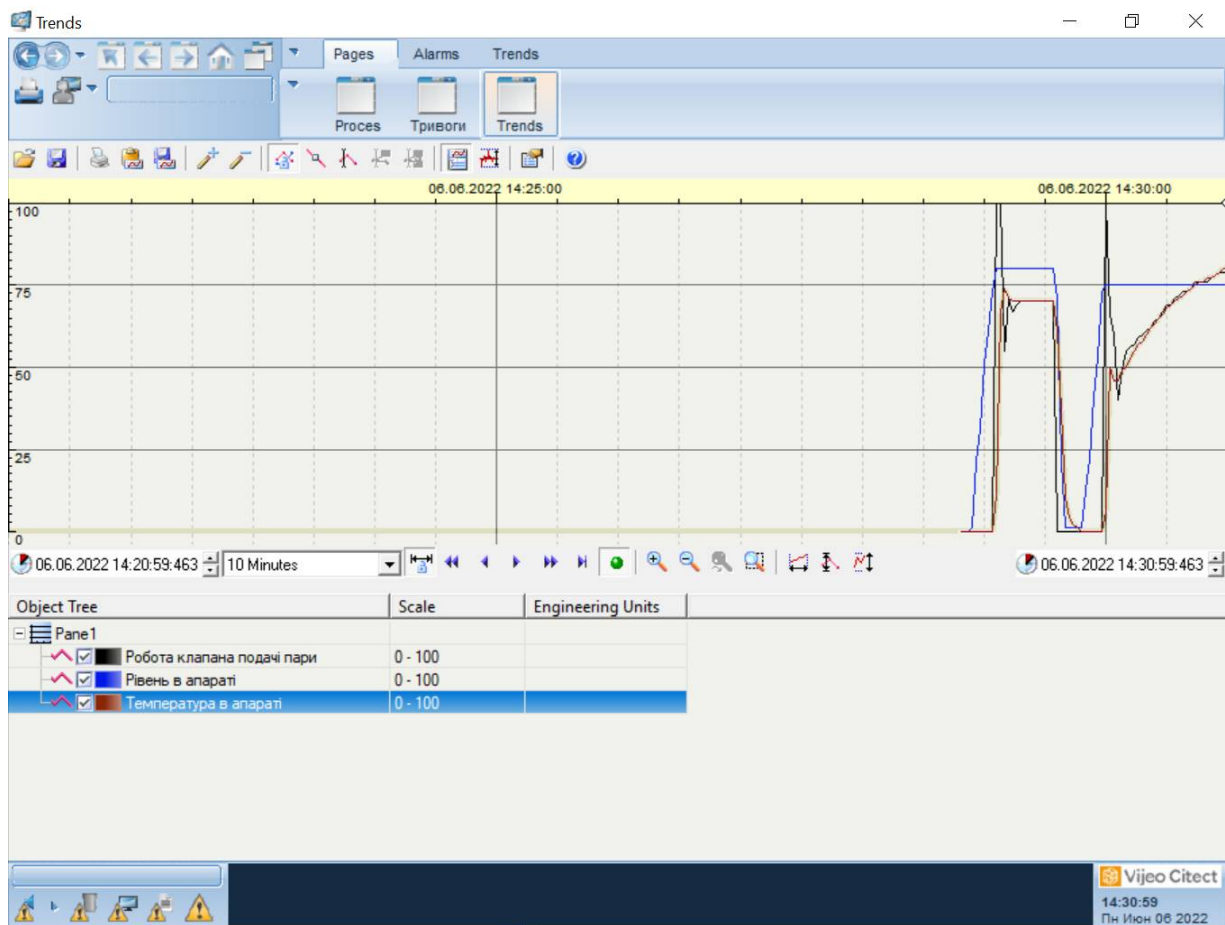 Trends
Pages Alarms Trends
Proces Тривоги Trends
06.06.2022 14:25:00 06.06.2022 14:30:00
100
75
50
25
0
06.06.2022 14:20:59:463 10 Minutes 06.06.2022 14:30:59:463
Object Tree Scale Engineering Units
Pane1
Робота клапана подачі пари 0 - 100
Рівень в апараті 0 - 100
Температура в апараті 0 - 100
Vijeo Citect
14:30:59
Пн Июн 06 2022